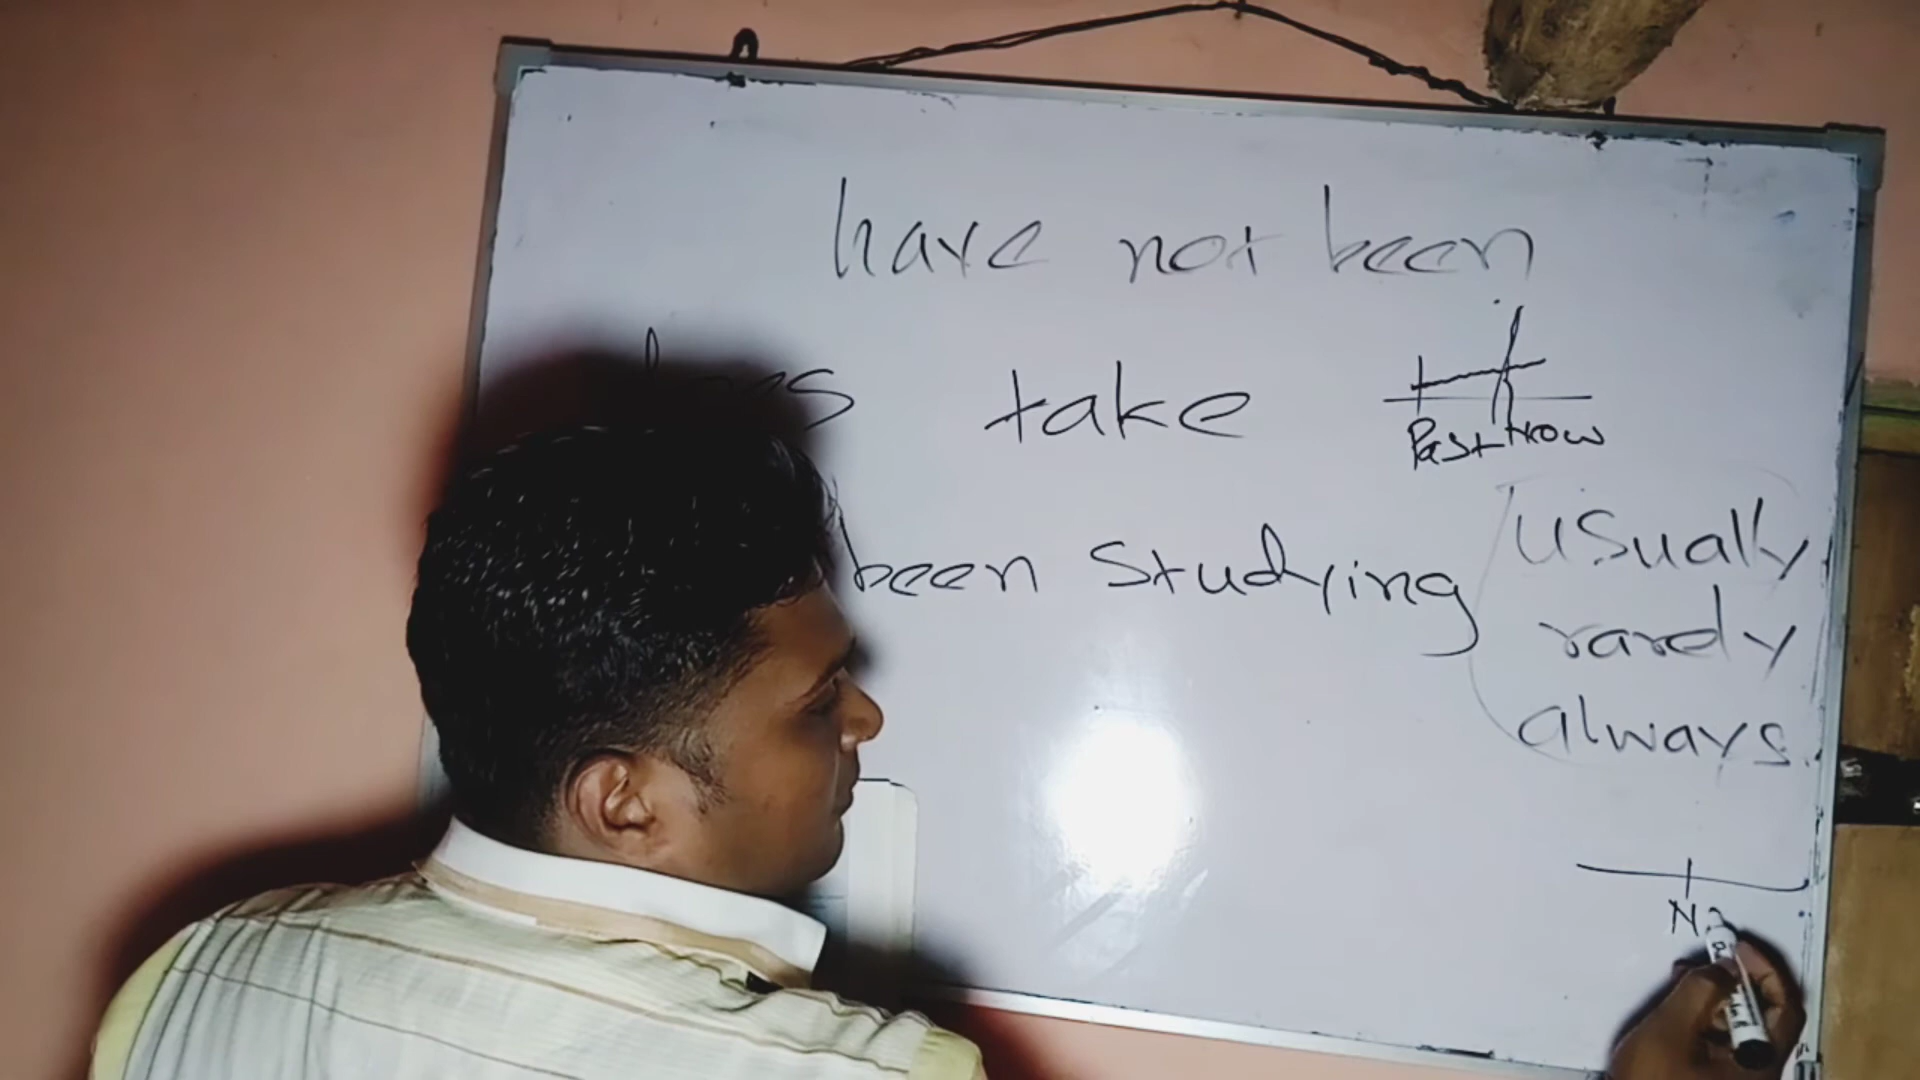 have not been
take
Past Now
been studying
usually
rarely
always
N